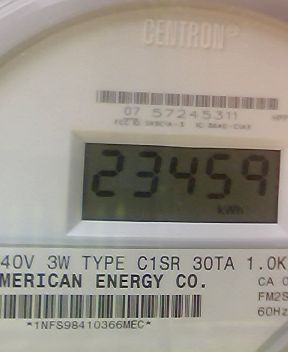 CENTRON®
07 57245311
23459
kWh
40V 3W TYPE C1SR 30TA 1.0K
MERICAN ENERGY CO.
CA 0
FM2S
60Hz
*1NFS98410366MEC*